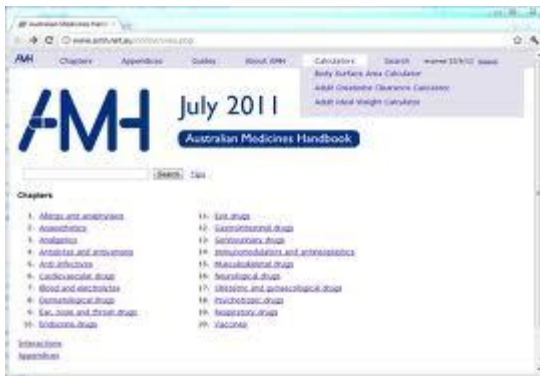 Australian Medicines Han
www.amh.net.au
AMH Chapters Appendices Guides About AMH Calculators Search
Body Surface Area Calculator
Adult Creatinine Clearance Calculator
Adult Ideal Weight Calculator
AMH July 2011
Australian Medicines Handbook
Search Tips
Chapters
1. Allergy and anaphylaxis
2. Anaesthetics
3. Analgesics
4. Antidotes and antivenoms
5. Anti-infectives
6. Cardiovascular drugs
7. Blood and electrolytes
8. Dermatological drugs
9. Ear, nose and throat drugs
10. Endocrine drugs
11. Eye drugs
12. Gastrointestinal drugs
13. Genitourinary drugs
14. Immunomodulators and antineoplastics
15. Musculoskeletal drugs
16. Neurological drugs
17. Obstetric and gynaecological drugs
18. Psychotropic drugs
19. Respiratory drugs
20. Vaccines
Interactions
Appendices